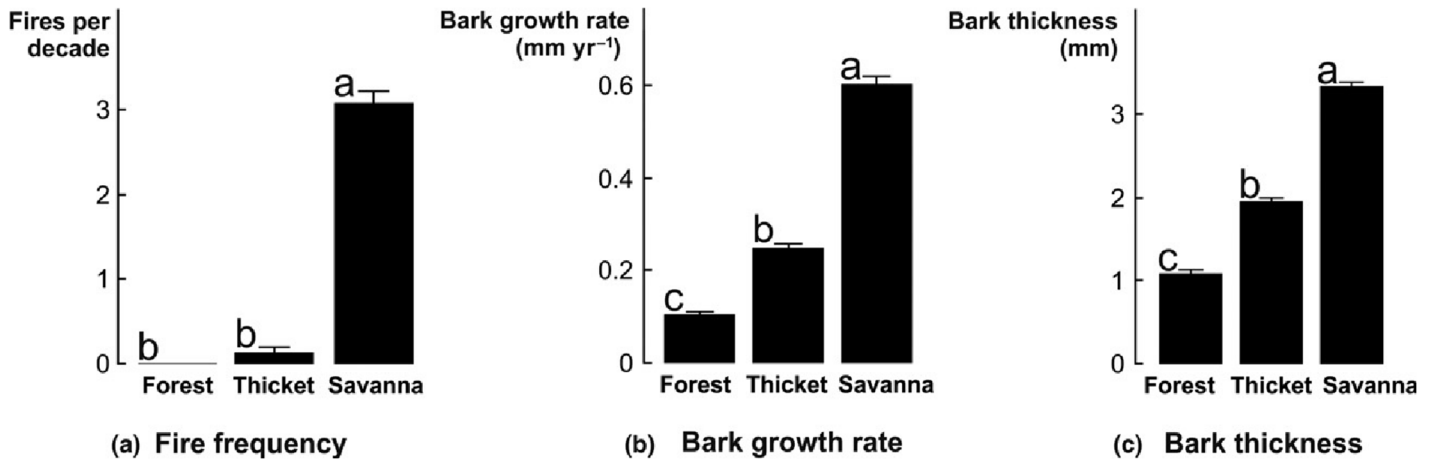 Fires per
decade
3
2
1
0
b
b
a
Forest Thicket Savanna
(a) Fire frequency
Bark growth rate
(mm yr⁻¹)
0.6
0.4
0.2
0
c
b
a
Forest Thicket Savanna
(b) Bark growth rate
Bark thickness
(mm)
3
2
1
0
c
b
a
Forest Thicket Savanna
(c) Bark thickness